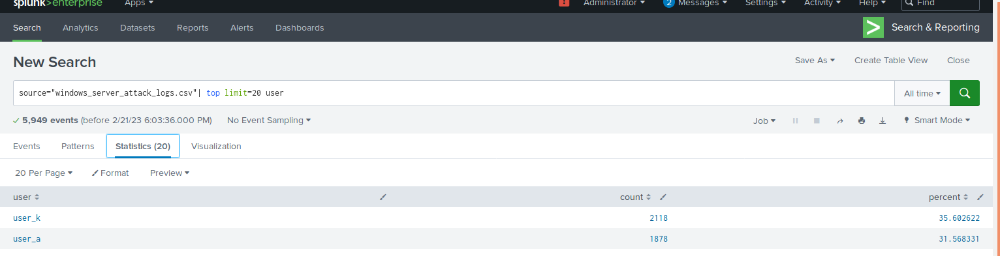 splunk>enterprise Apps Administrator 2 Messages Settings Activity Help Find
Search Analytics Datasets Reports Alerts Dashboards Search & Reporting
New Search Save As Create Table View Close
source="windows_server_attack_logs.csv"| top limit=20 user All time
5,949 events (before 2/21/23 6:03:36.000 PM) No Event Sampling Job Smart Mode
Events Patterns Statistics (20) Visualization
20 Per Page Format Preview
user count percent
user_k 2118 35.602622
user_a 1878 31.568331